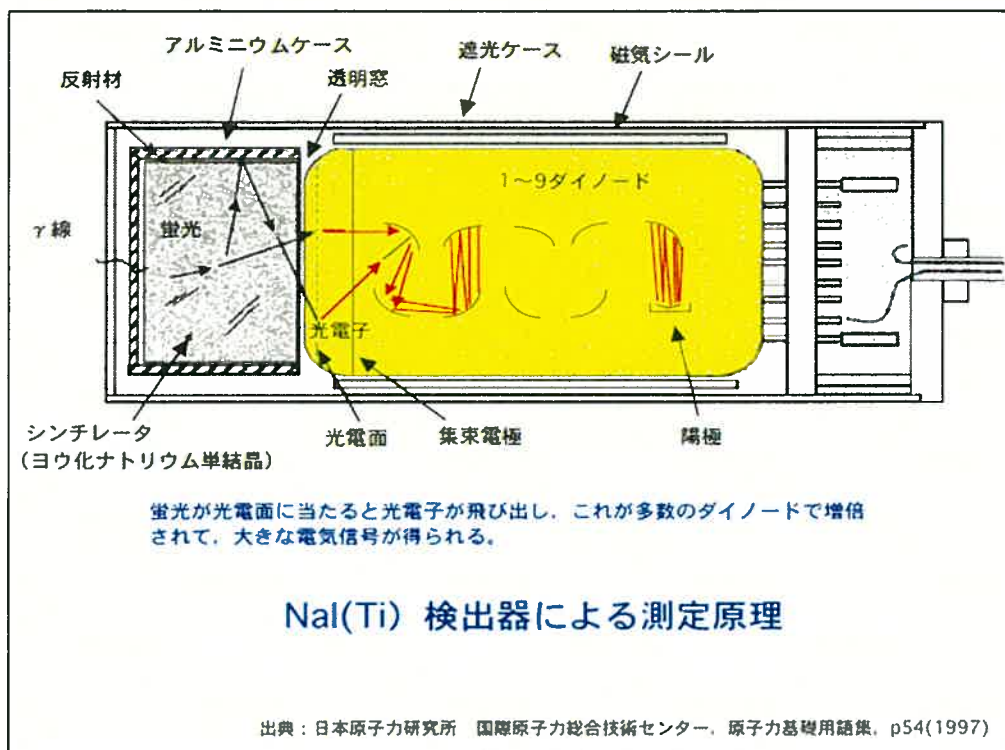 アルミニウムケース
遮光ケース
磁気シール
反射材
透明窓
1〜9ダイノード
γ線
蛍光
光電子
シンチレータ
(ヨウ化ナトリウム単結晶)
光電面
集束電極
陽極
蛍光が光電面に当たると光電子が飛び出し、これが多数のダイノードで増倍
されて、大きな電気信号が得られる。
NaI(Ti) 検出器による測定原理
出典：日本原子力研究所　国際原子力総合技術センター，原子力基礎用語集，p54(1997)